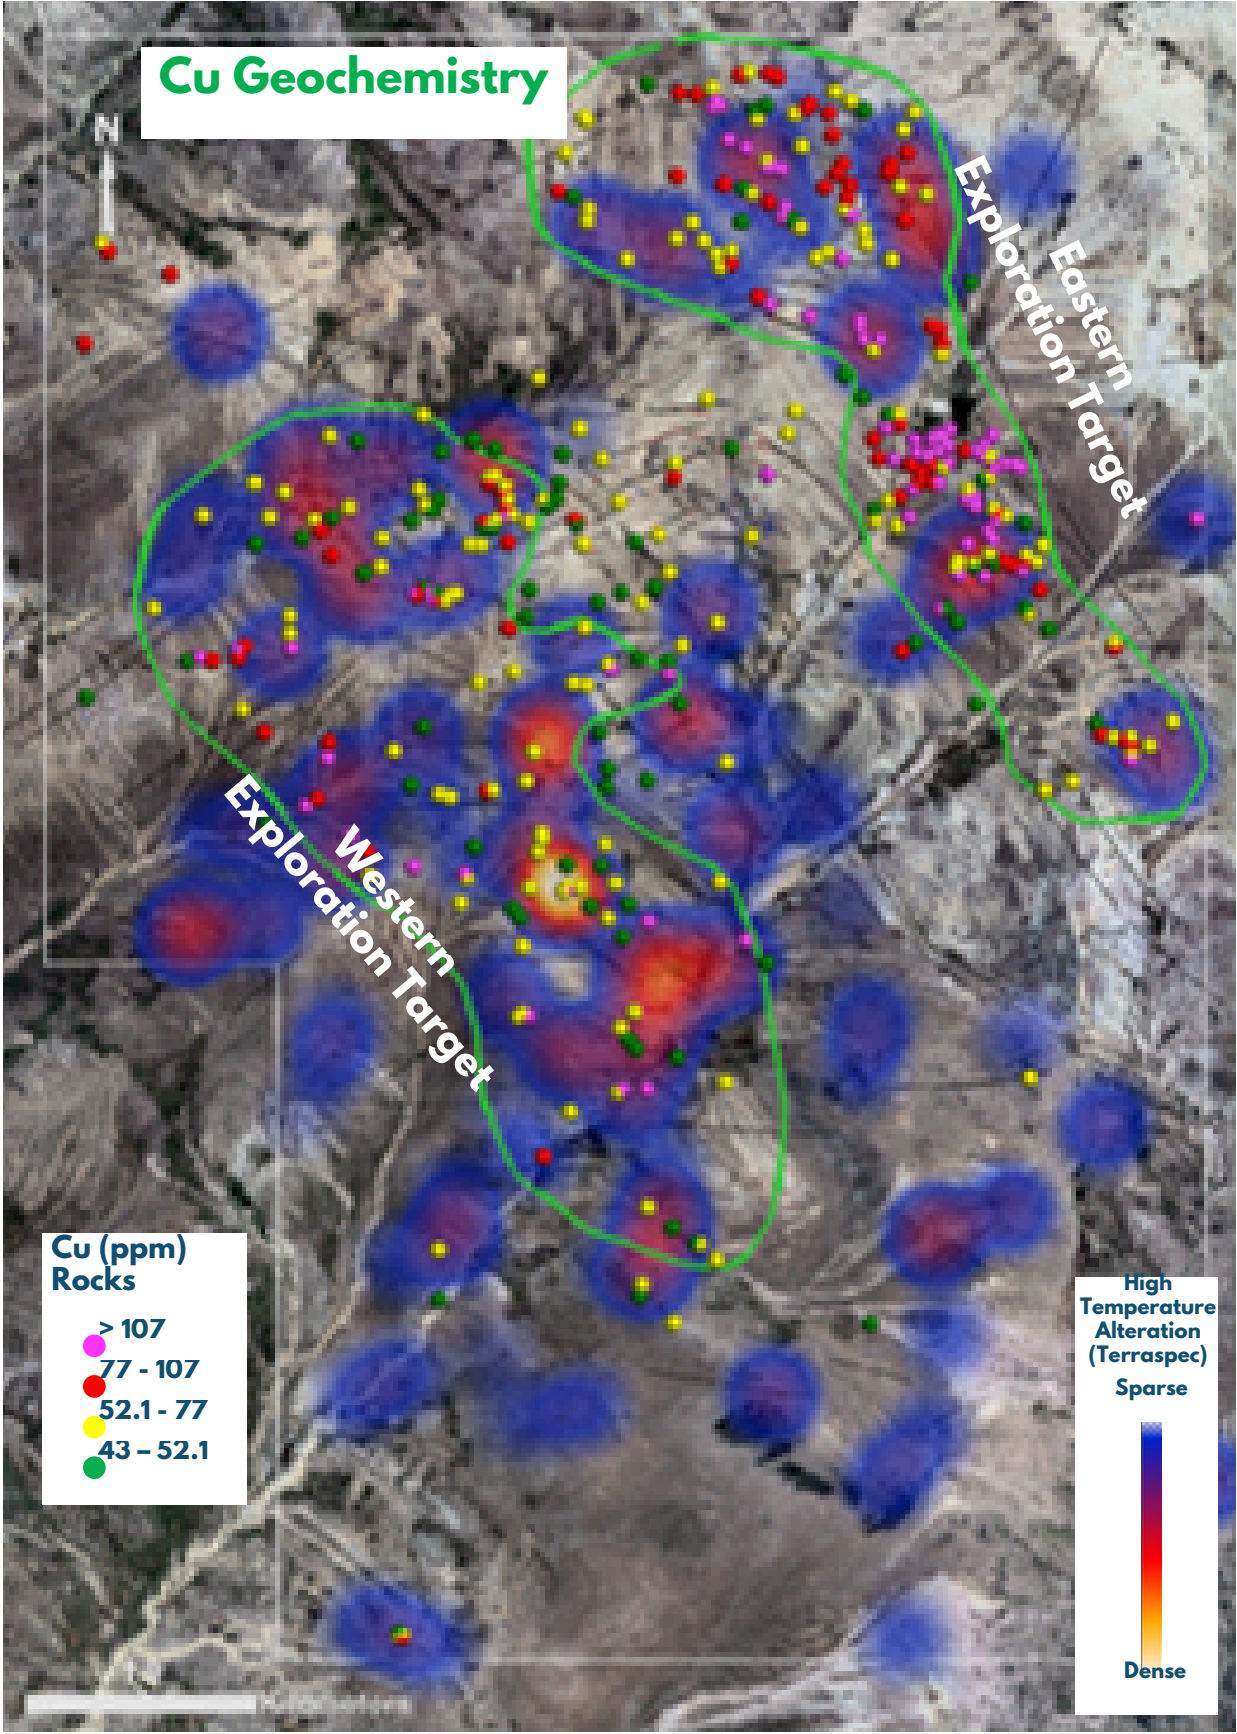 Cu Geochemistry
N
Eastern
Exploration Target
Western
Exploration Target
Cu (ppm)
Rocks
> 107
77 - 107
52.1 - 77
43 – 52.1
High
Temperature
Alteration
(Terraspec)
Sparse
Dense